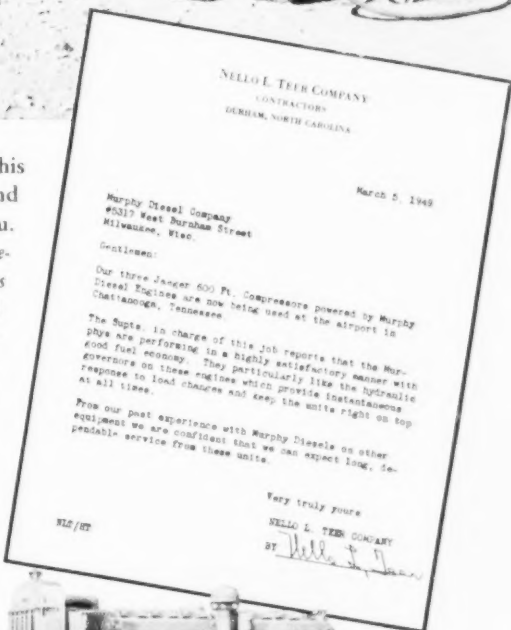 his
nd
u.
e-
s
NELLO L. TEER COMPANY
CONTRACTORS
DURHAM, NORTH CAROLINA
March 5, 1949
Murphy Diesel Company
#5317 West Burnham Street
Milwaukee, Wisc.
Gentlemen:
Our three Jaeger 600 Ft. Compressors powered by Murphy
Diesel Engines are now being used at the airport in
Chattanooga, Tennessee.
The Supts. in charge of this job reports that the Mur-
phys are performing in a highly satisfactory manner with
good fuel economy. They particularly like the hydraulic
governors on these engines which provide instantaneous
response to load changes and keep the units right on top
at all times.
From our past experience with Murphy Diesels on other
equipment we are confident that we can expect long, de-
pendable service from these units.
Very truly yours
NELLO L. TEER COMPANY
BY Nello L. Teer
NLT/HT